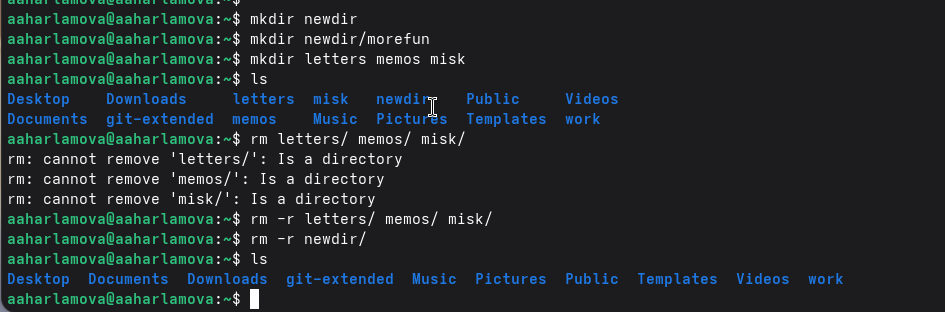 aaharlamova@aaharlamova:~$ mkdir newdir
aaharlamova@aaharlamova:~$ mkdir newdir/morefun
aaharlamova@aaharlamova:~$ mkdir letters memos misk
aaharlamova@aaharlamova:~$ ls
Desktop    Downloads     letters  misk   newdir    Public     Videos
Documents  git-extended  memos    Music  Pictures  Templates  work
aaharlamova@aaharlamova:~$ rm letters/ memos/ misk/
rm: cannot remove 'letters/': Is a directory
rm: cannot remove 'memos/': Is a directory
rm: cannot remove 'misk/': Is a directory
aaharlamova@aaharlamova:~$ rm -r letters/ memos/ misk/
aaharlamova@aaharlamova:~$ rm -r newdir/
aaharlamova@aaharlamova:~$ ls
Desktop  Documents  Downloads  git-extended  Music  Pictures  Public  Templates  Videos  work
aaharlamova@aaharlamova:~$